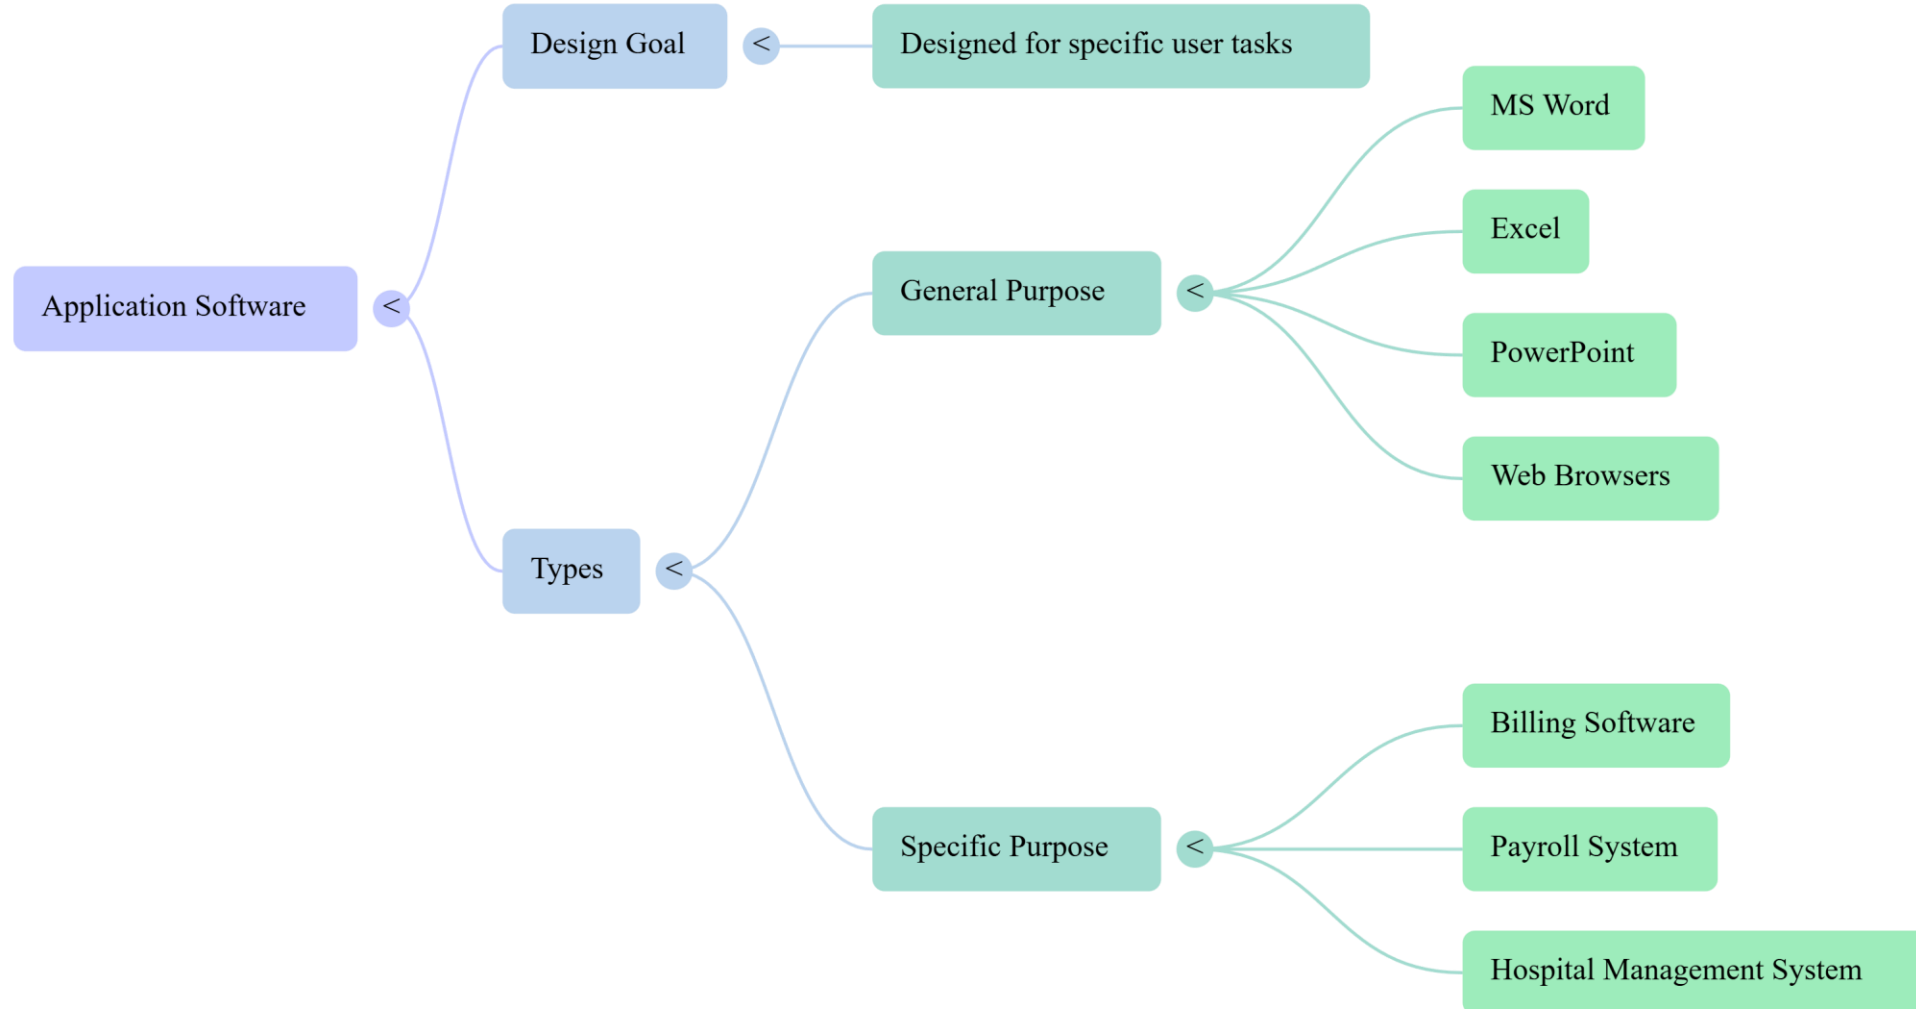 Application Software
<
Design Goal
<
Designed for specific user tasks
Types
<
General Purpose
<
MS Word
Excel
PowerPoint
Web Browsers
Specific Purpose
<
Billing Software
Payroll System
Hospital Management System